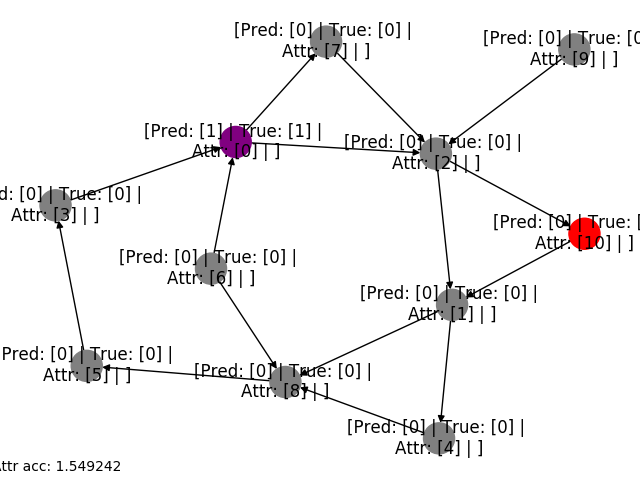 [Pred: [0] | True: [0] |
Attr: [7] | ]
[Pred: [0] | True: [0
Attr: [9] | ]
[Pred: [1] | True: [1] |
Attr: [0] | ]
[Pred: [0] | True: [0] |
Attr: [2] | ]
d: [0] | True: [0] |
Attr: [3] | ]
[Pred: [0] | True: [
Attr: [10] | ]
[Pred: [0] | True: [0] |
Attr: [6] | ]
[Pred: [0] | True: [0] |
Attr: [1] | ]
Pred: [0] | True: [0] |
Attr: [5] | ]
[Pred: [0] | True: [0] |
Attr: [8] | ]
[Pred: [0] | True: [0] |
Attr: [4] | ]
ttr acc: 1.549242